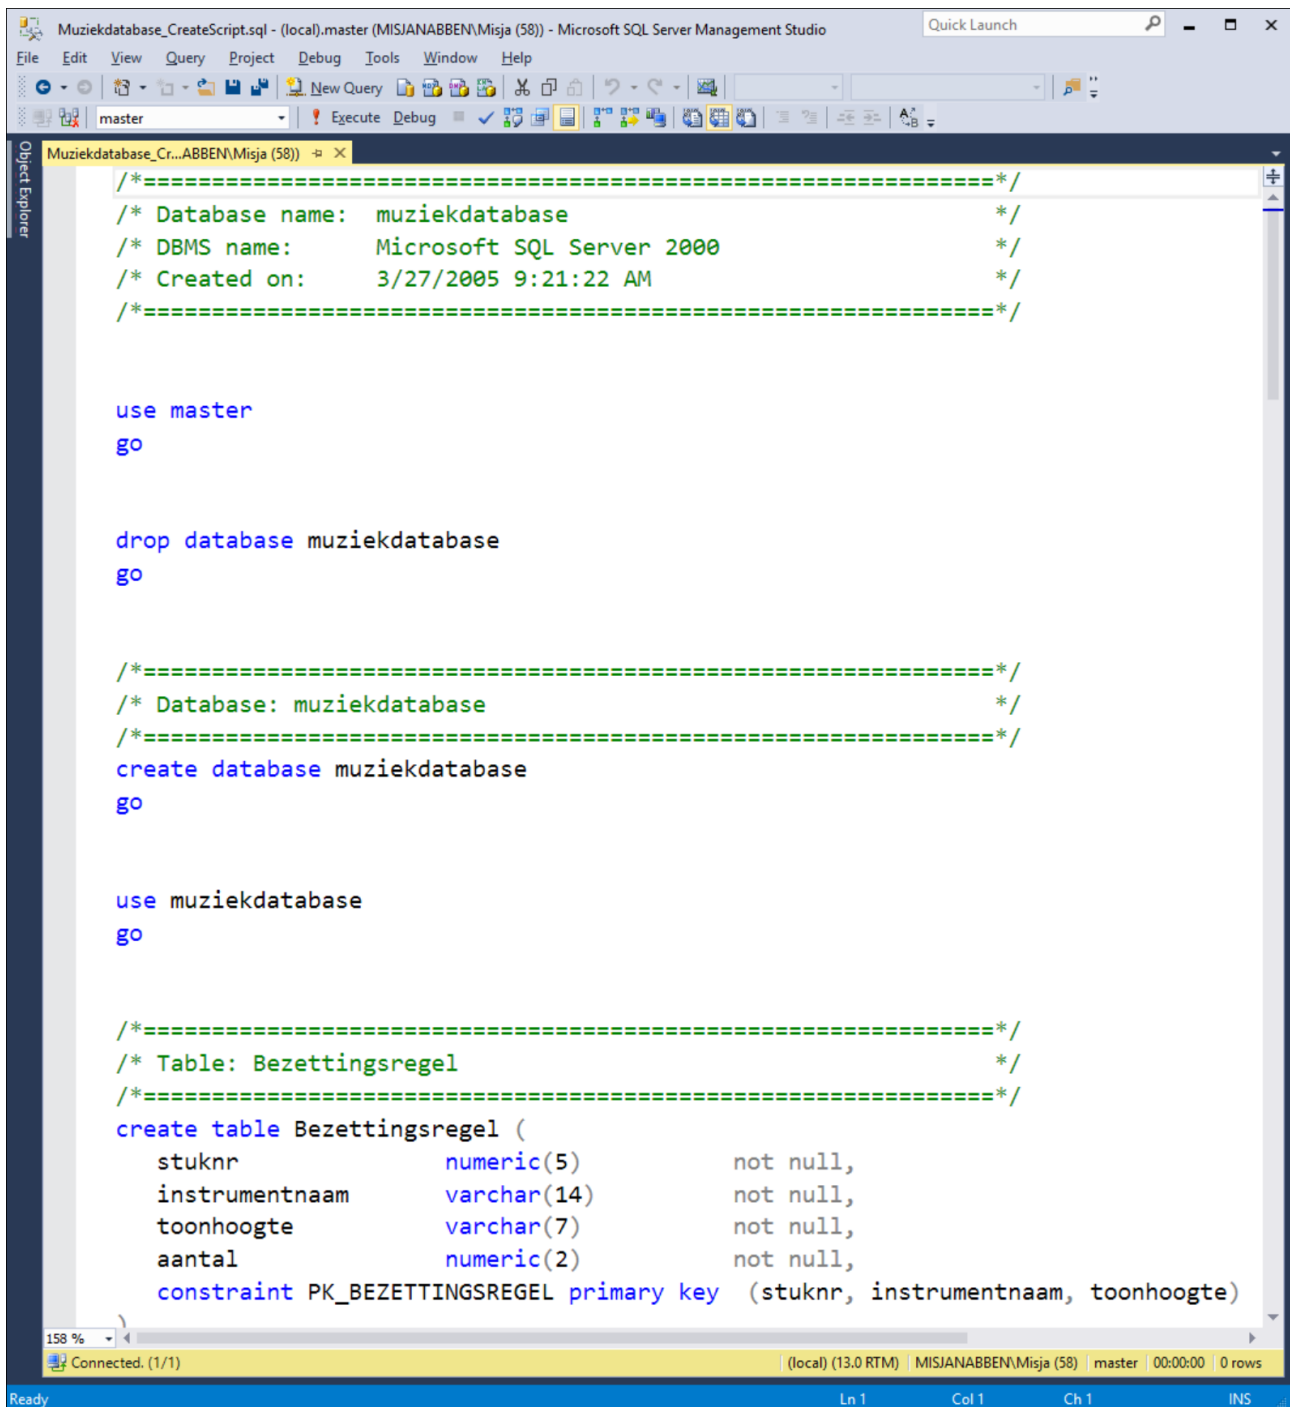 Muziekdatabase_CreateScript.sql - (local).master (MISJANABBEN\Misja (58)) - Microsoft SQL Server Management Studio
Quick Launch
File Edit View Query Project Debug Tools Window Help
New Query
master
Execute Debug
Object Explorer
Muziekdatabase_Cr...ABBEN\Misja (58))
/*==============================================================*/
/* Database name:  muziekdatabase                               */
/* DBMS name:      Microsoft SQL Server 2000                    */
/* Created on:     3/27/2005 9:21:22 AM                         */
/*==============================================================*/
use master
go
drop database muziekdatabase
go
/*==============================================================*/
/* Database: muziekdatabase                                     */
/*==============================================================*/
create database muziekdatabase
go
use muziekdatabase
go
/*==============================================================*/
/* Table: Bezettingsregel                                       */
/*==============================================================*/
create table Bezettingsregel (
   stuknr               numeric(5)           not null,
   instrumentnaam       varchar(14)          not null,
   toonhoogte           varchar(7)           not null,
   aantal               numeric(2)           not null,
   constraint PK_BEZETTINGSREGEL primary key  (stuknr, instrumentnaam, toonhoogte)
)
158 %
Connected. (1/1) (local) (13.0 RTM) MISJANABBEN\Misja (58) master 00:00:00 0 rows
Ready Ln 1 Col 1 Ch 1 INS